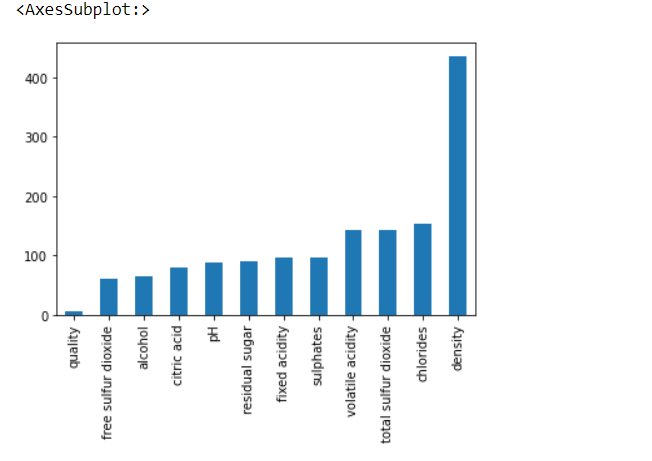 <AxesSubplot:>
400
300
200
100
0
quality
free sulfur dioxide
alcohol
citric acid
pH
residual sugar
fixed acidity
sulphates
volatile acidity
total sulfur dioxide
chlorides
density